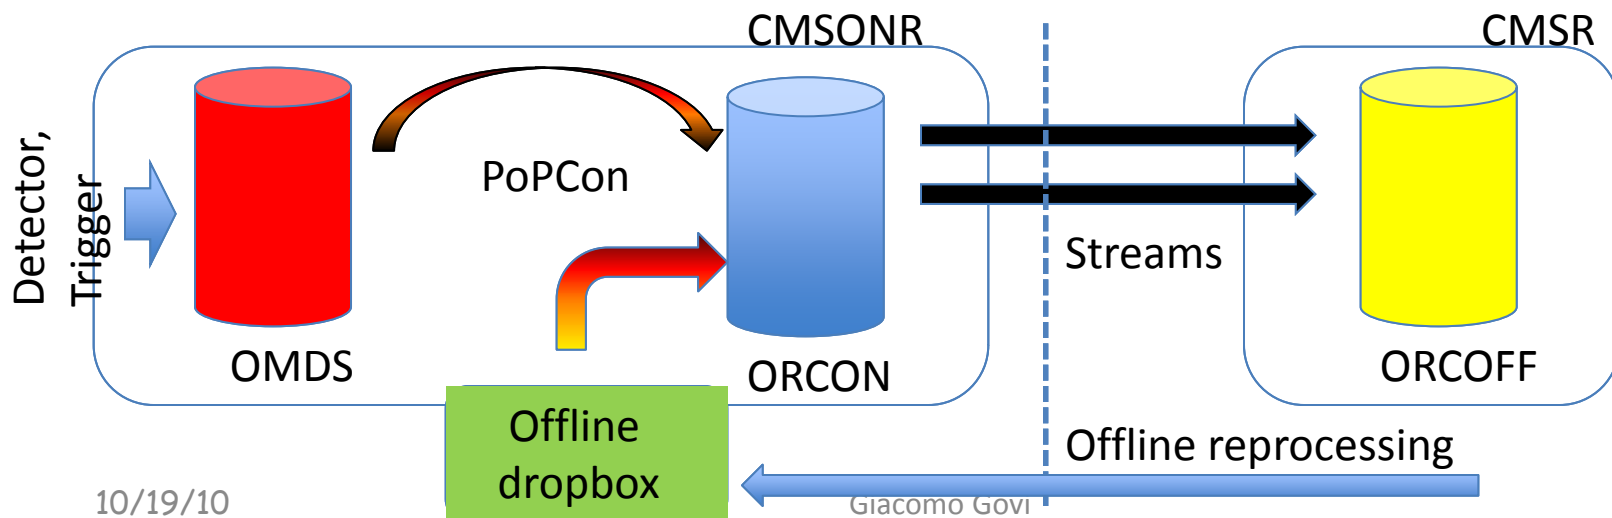 CMSONR
CMSR
Detector,
Trigger
PoPCon
Streams
OMDS
ORCON
ORCOFF
Offline
dropbox
Offline reprocessing
10/19/10
Giacomo Govi